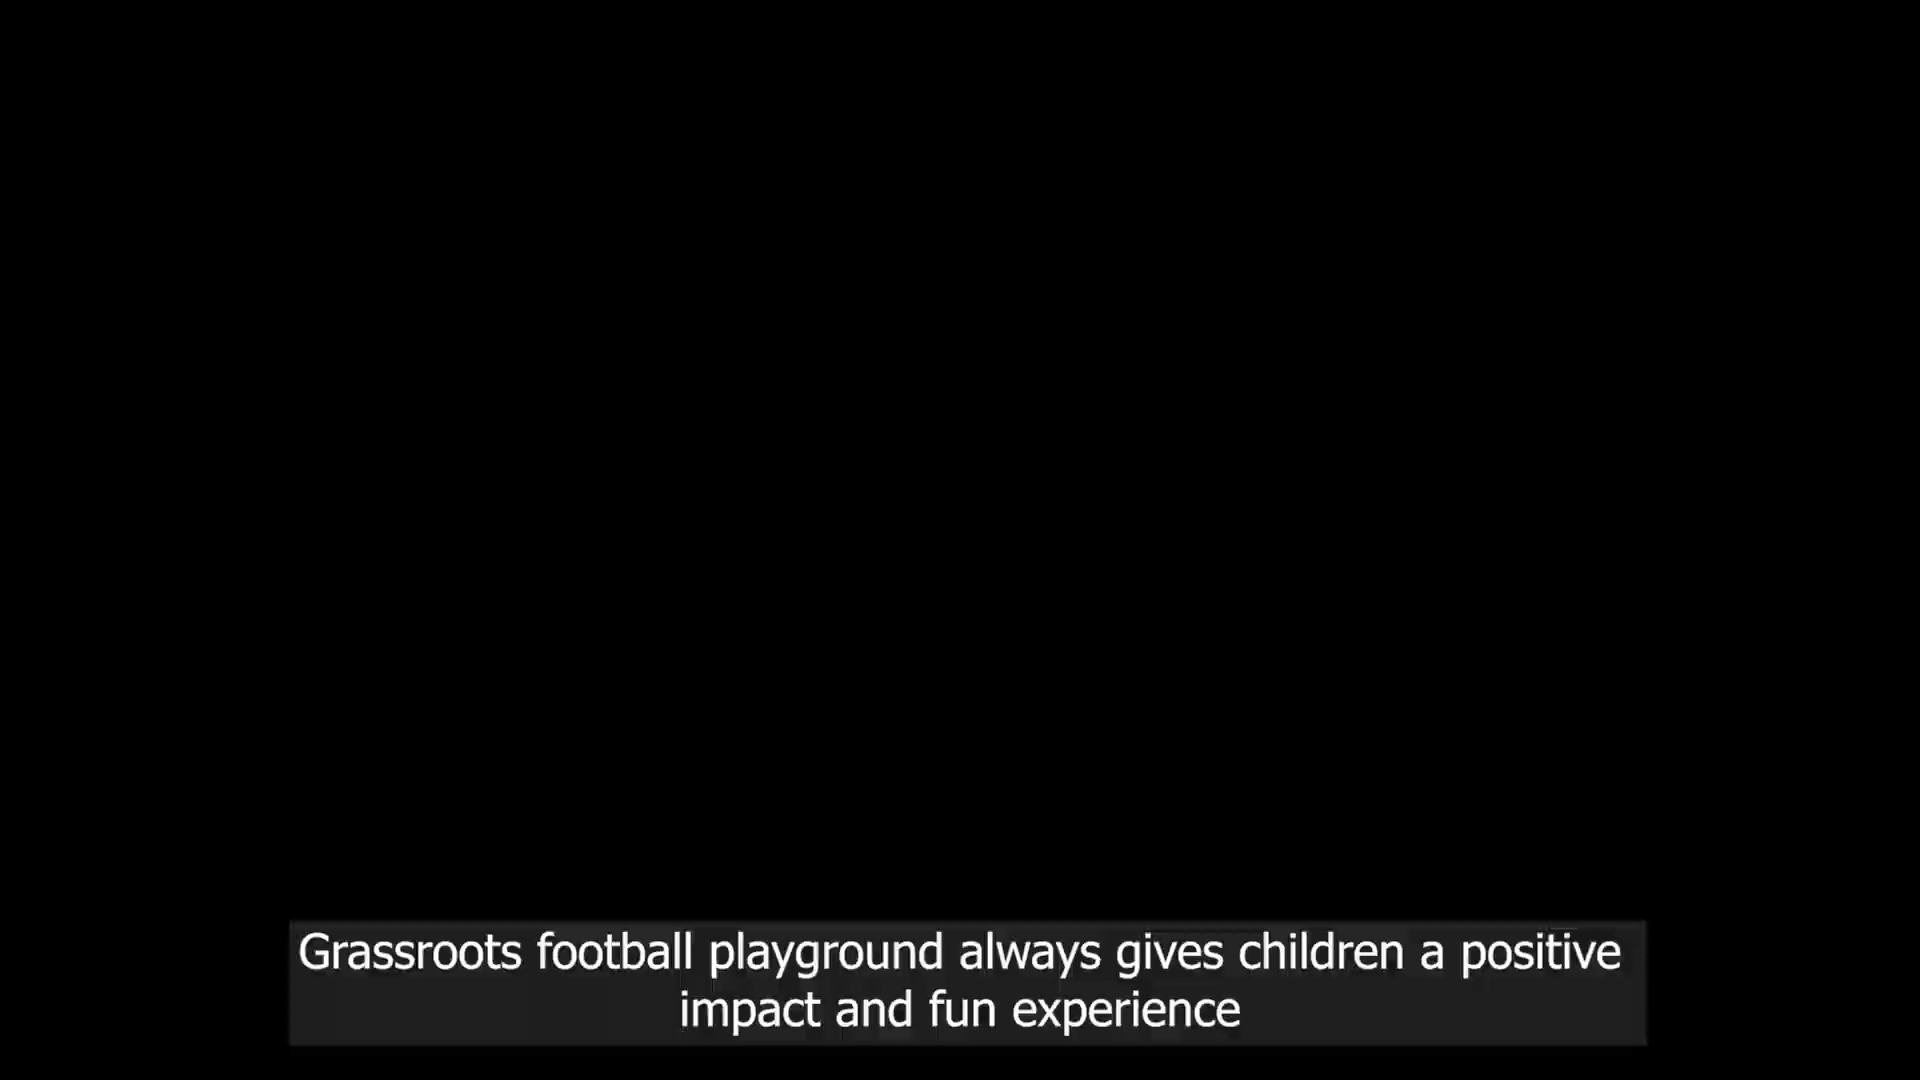 Grassroots football playground always gives children a positive
impact and fun experience